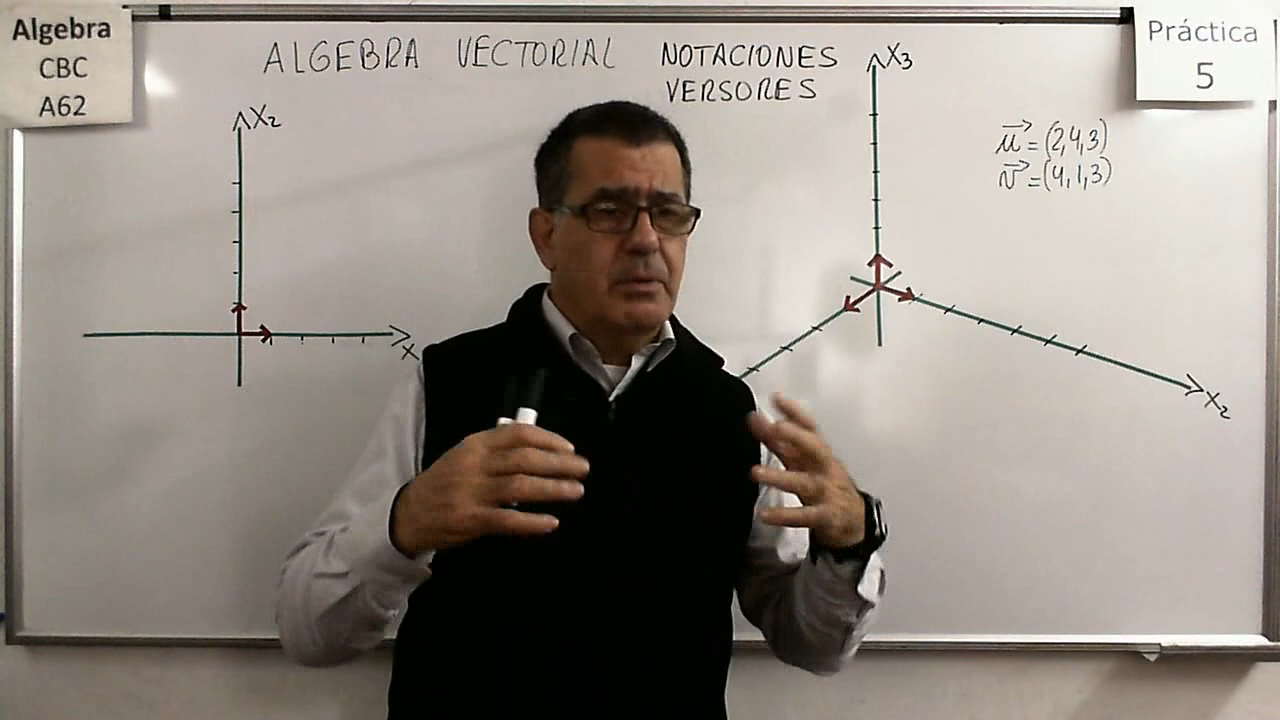 Algebra
CBC
A62
ALGEBRA VECTORIAL NOTACIONES
VERSORES
Práctica
5
X₂
X
X₃
X₂
u⃗=(2,4,3)
v⃗=(4,1,3)